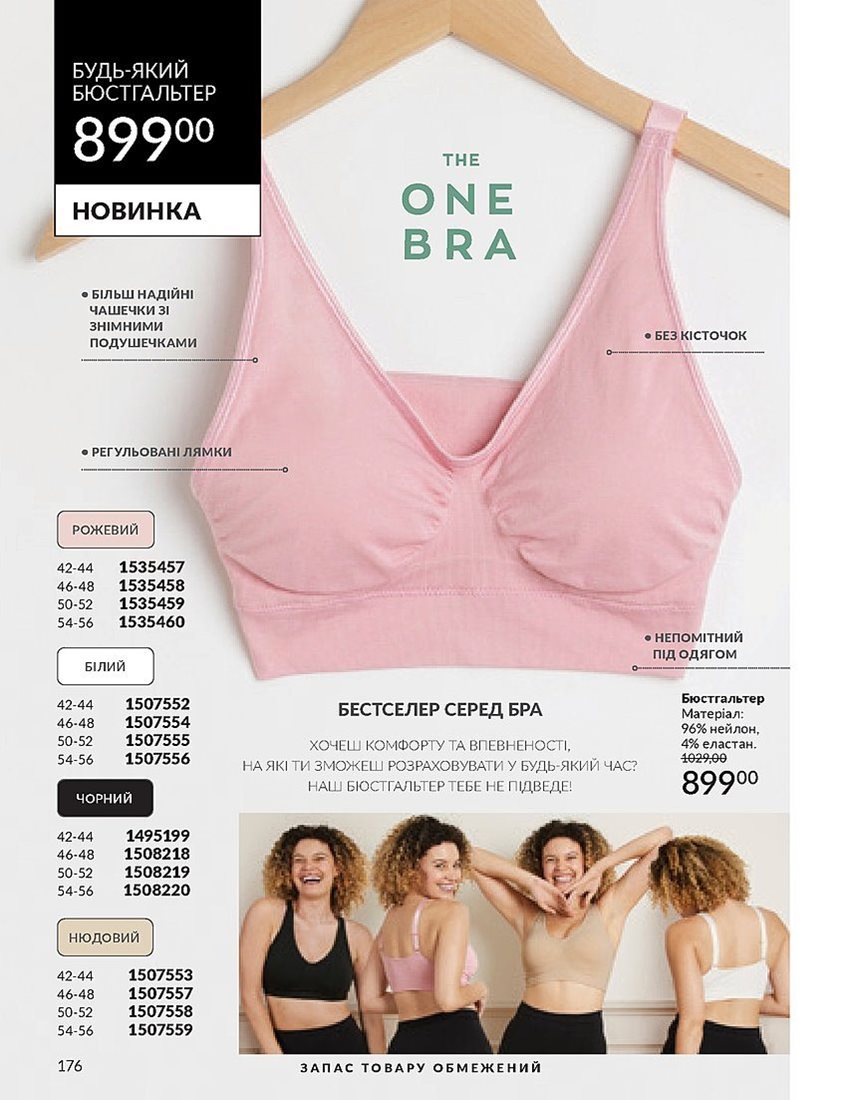 БУДЬ-ЯКИЙ
БЮСТГАЛЬТЕР
899⁰⁰
НОВИНКА
THE
ONE
BRA
• БІЛЬШ НАДІЙНІ
ЧАШЕЧКИ ЗІ
ЗНІМНИМИ
ПОДУШЕЧКАМИ
• БЕЗ КІСТОЧОК
• РЕГУЛЬОВАНІ ЛЯМКИ
РОЖЕВИЙ
42-44 1535457
46-48 1535458
50-52 1535459
54-56 1535460
БІЛИЙ
42-44 1507552
46-48 1507554
50-52 1507555
54-56 1507556
ЧОРНИЙ
42-44 1495199
46-48 1508218
50-52 1508219
54-56 1508220
НЮДОВИЙ
42-44 1507553
46-48 1507557
50-52 1507558
54-56 1507559
• НЕПОМІТНИЙ
ПІД ОДЯГОМ
БЕСТСЕЛЕР СЕРЕД БРА
ХОЧЕШ КОМФОРТУ ТА ВПЕВНЕНОСТІ,
НА ЯКІ ТИ ЗМОЖЕШ РОЗРАХОВУВАТИ У БУДЬ-ЯКИЙ ЧАС?
НАШ БЮСТГАЛЬТЕР ТЕБЕ НЕ ПІДВЕДЕ!
Бюстгальтер
Матеріал:
96% нейлон,
4% еластан.
1029,00
899⁰⁰
176
ЗАПАС ТОВАРУ ОБМЕЖЕНИЙ